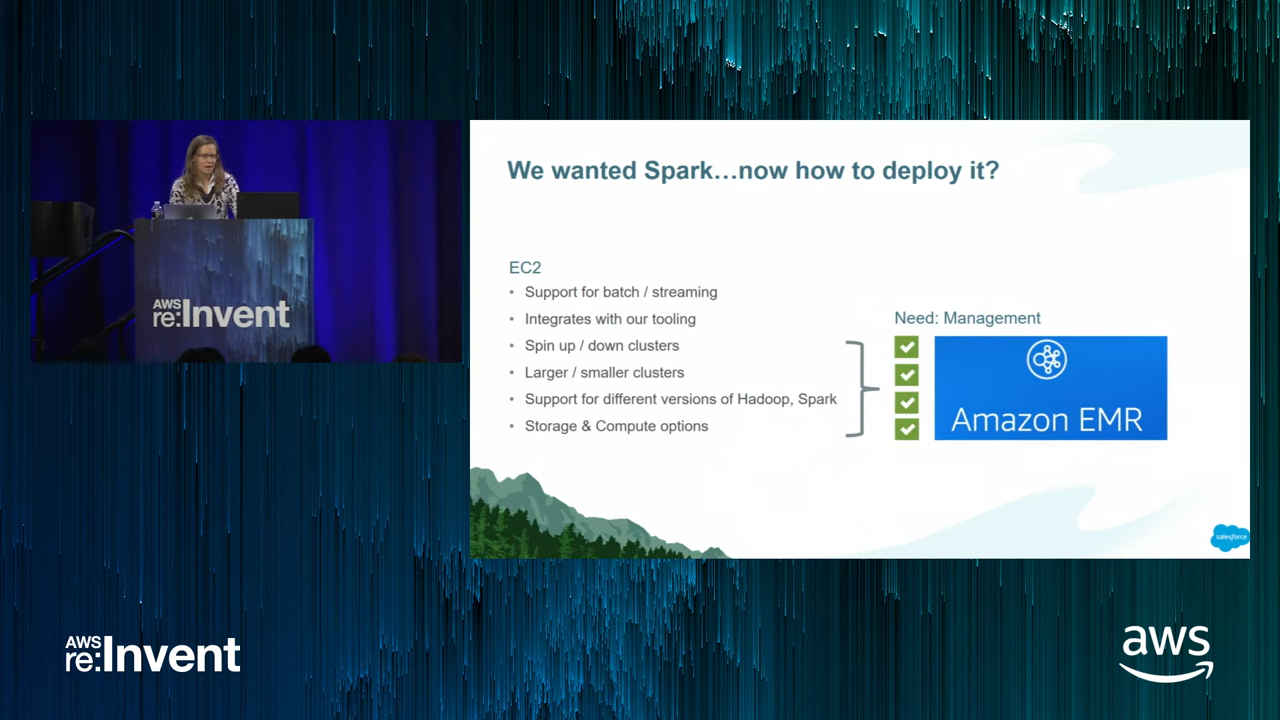 We wanted Spark…now how to deploy it?
EC2
• Support for batch / streaming
• Integrates with our tooling
• Spin up / down clusters
• Larger / smaller clusters
• Support for different versions of Hadoop, Spark
• Storage & Compute options
Need: Management
Amazon EMR
salesforce
AWS
re:Invent
AWS
re:Invent
aws